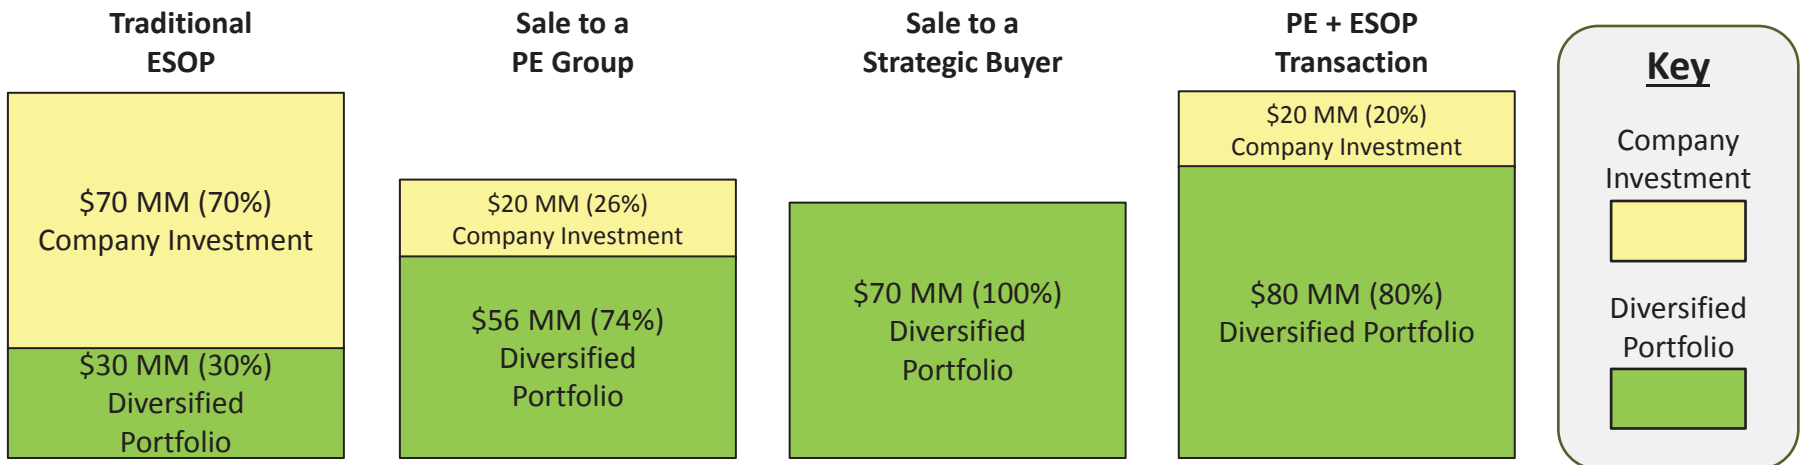 Traditional
ESOP
$70 MM (70%)
Company Investment
$30 MM (30%)
Diversified
Portfolio
Sale to a
PE Group
$20 MM (26%)
Company Investment
$56 MM (74%)
Diversified
Portfolio
Sale to a
Strategic Buyer
$70 MM (100%)
Diversified
Portfolio
PE + ESOP
Transaction
$20 MM (20%)
Company Investment
$80 MM (80%)
Diversified Portfolio
Key
Company
Investment
Diversified
Portfolio